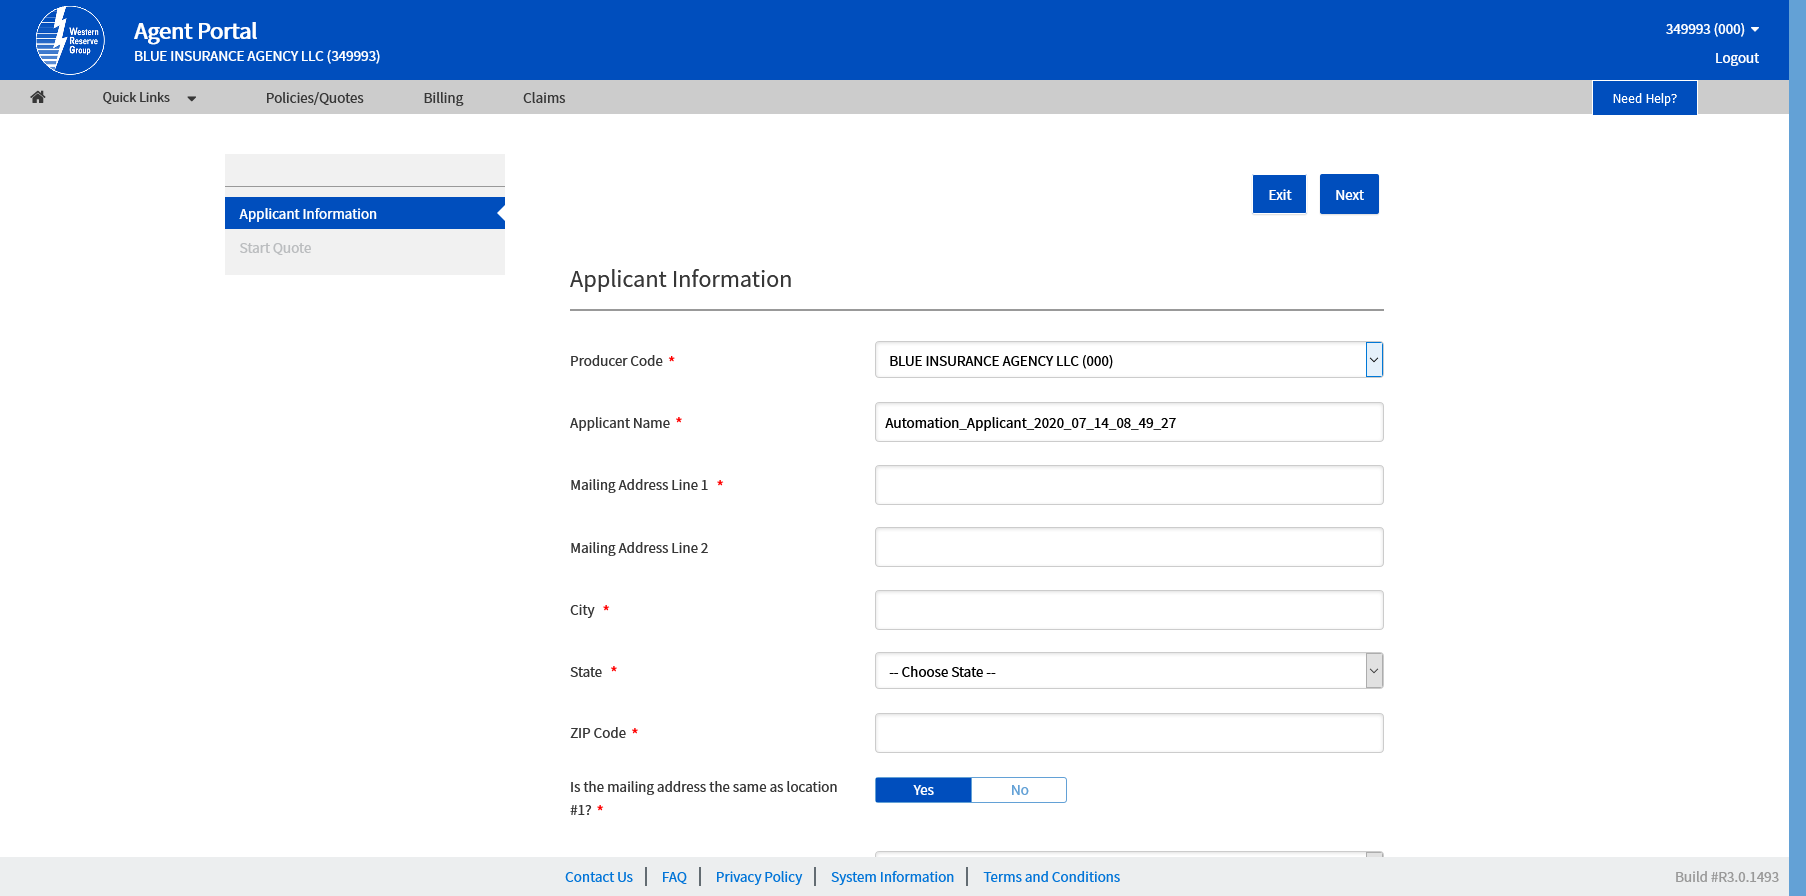 Western
Reserve
Group
Agent Portal
BLUE INSURANCE AGENCY LLC (349993)
349993 (000)
Logout
Quick Links
Policies/Quotes
Billing
Claims
Need Help?
Applicant Information
Start Quote
Exit
Next
Applicant Information
Producer Code *
BLUE INSURANCE AGENCY LLC (000)
Applicant Name *
Automation_Applicant_2020_07_14_08_49_27
Mailing Address Line 1 *
Mailing Address Line 2
City *
State *
-- Choose State --
ZIP Code *
Is the mailing address the same as location
#1? *
Yes
No
Contact Us
FAQ
Privacy Policy
System Information
Terms and Conditions
Build #R3.0.1493